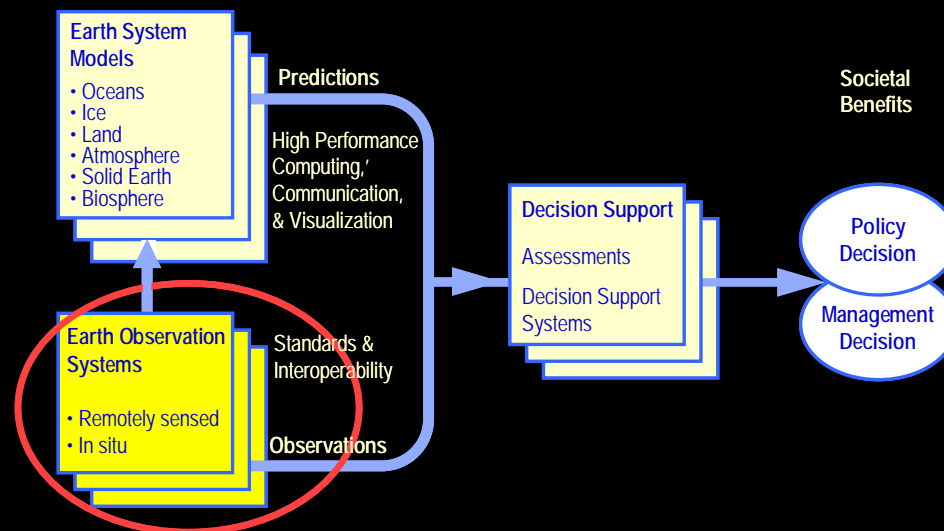 Earth System
Models
• Oceans
• Ice
• Land
• Atmosphere
• Solid Earth
• Biosphere
Predictions
High Performance
Computing,’
Communication,
& Visualization
Earth Observation
Systems
• Remotely sensed
• In situ
Standards &
Interoperability
Observations
Decision Support
Assessments
Decision Support
Systems
Societal
Benefits
Policy
Decision
Management
Decision